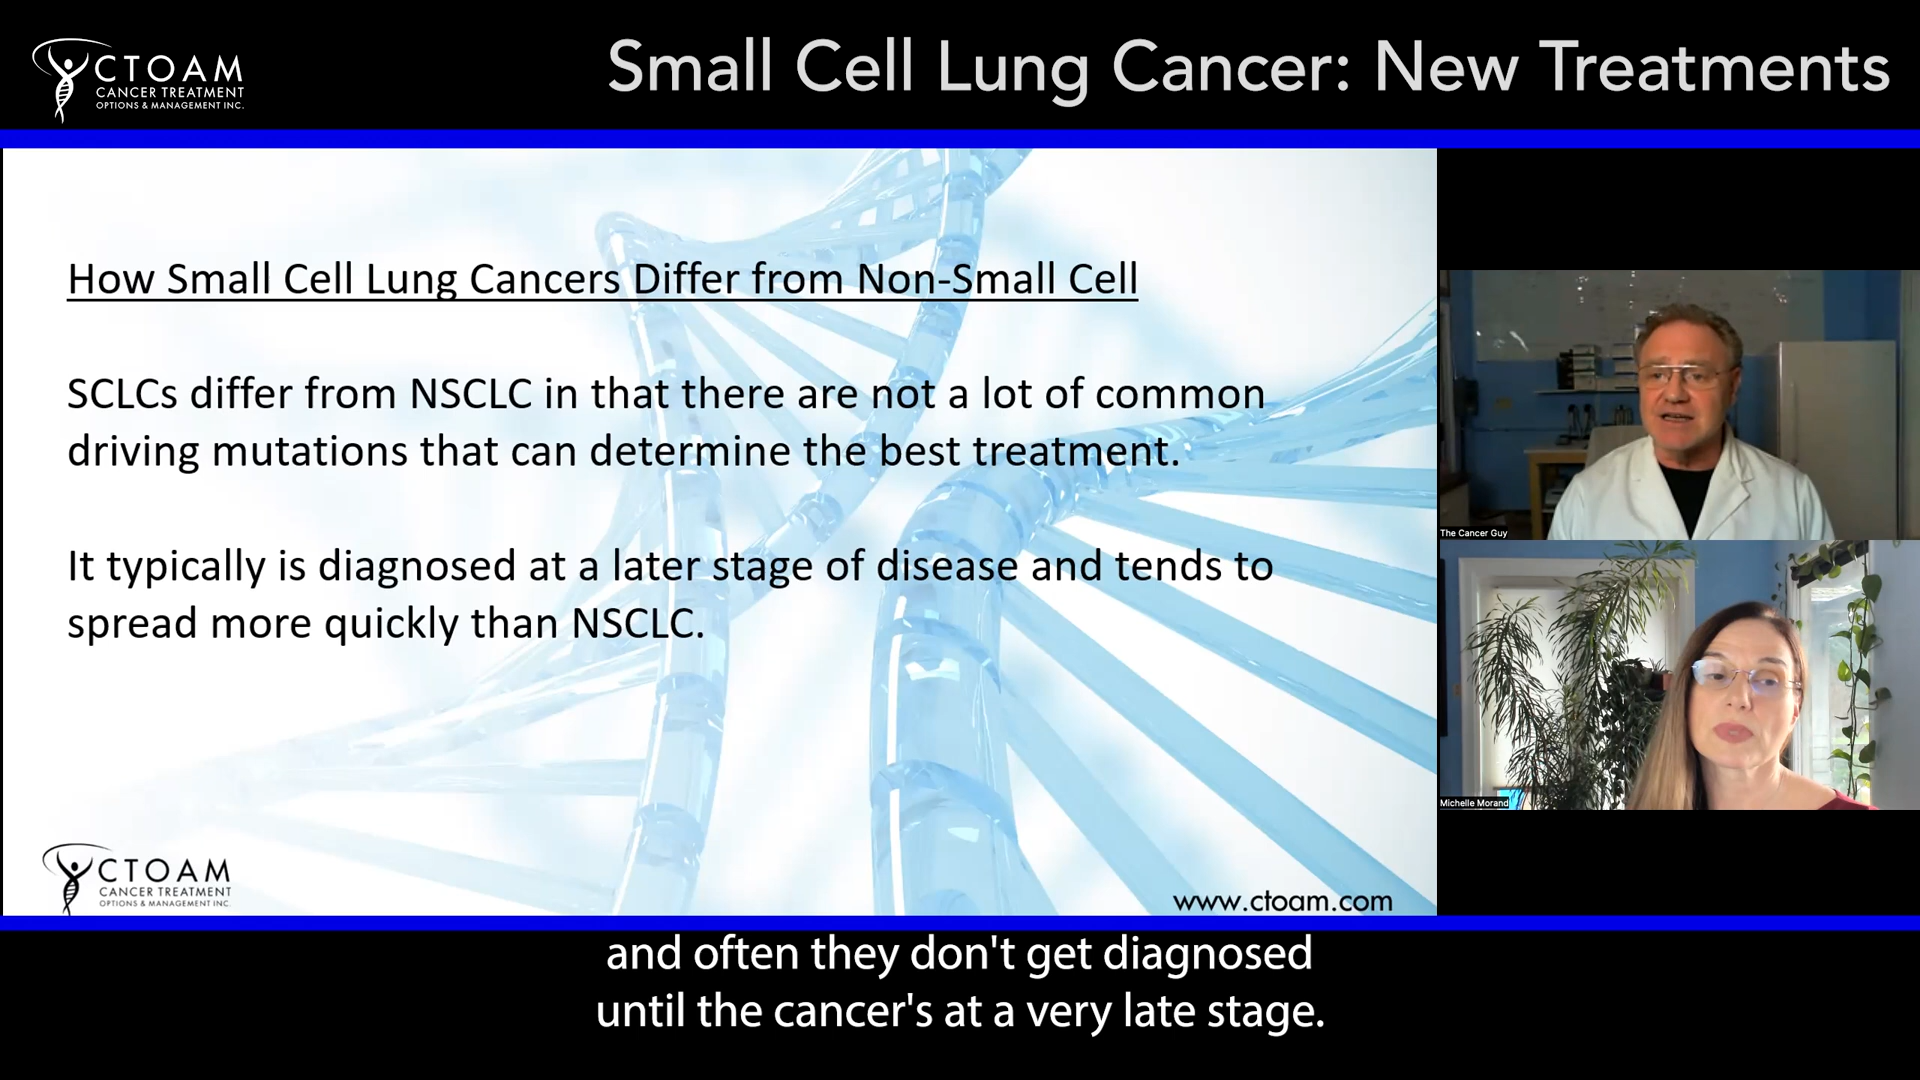 CTOAM
CANCER TREATMENT
OPTIONS & MANAGEMENT INC.
Small Cell Lung Cancer: New Treatments
How Small Cell Lung Cancers Differ from Non-Small Cell
SCLCs differ from NSCLC in that there are not a lot of common
driving mutations that can determine the best treatment.
It typically is diagnosed at a later stage of disease and tends to
spread more quickly than NSCLC.
The Cancer Guy
Michelle Morand
CTOAM
CANCER TREATMENT
OPTIONS & MANAGEMENT INC.
www.ctoam.com
and often they don't get diagnosed
until the cancer's at a very late stage.